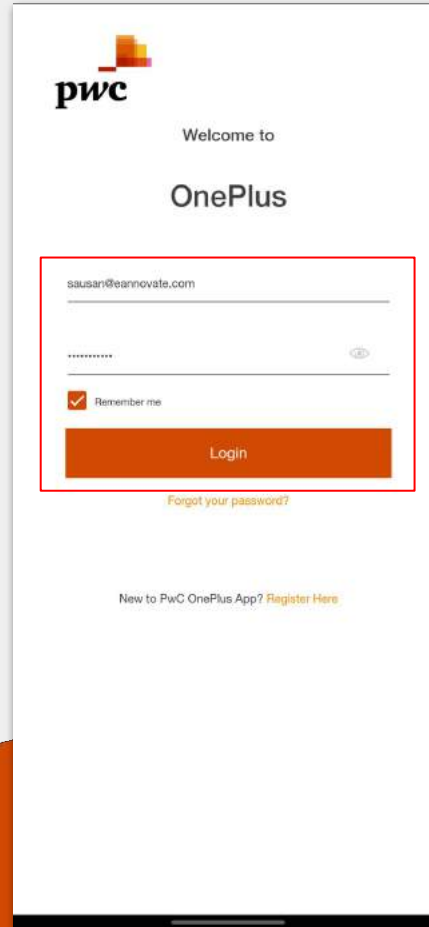 pwc
Welcome to
OnePlus
sausan@eannovate.com
...........
Remember me
Login
Forgot your password?
New to PwC OnePlus App? Register Here